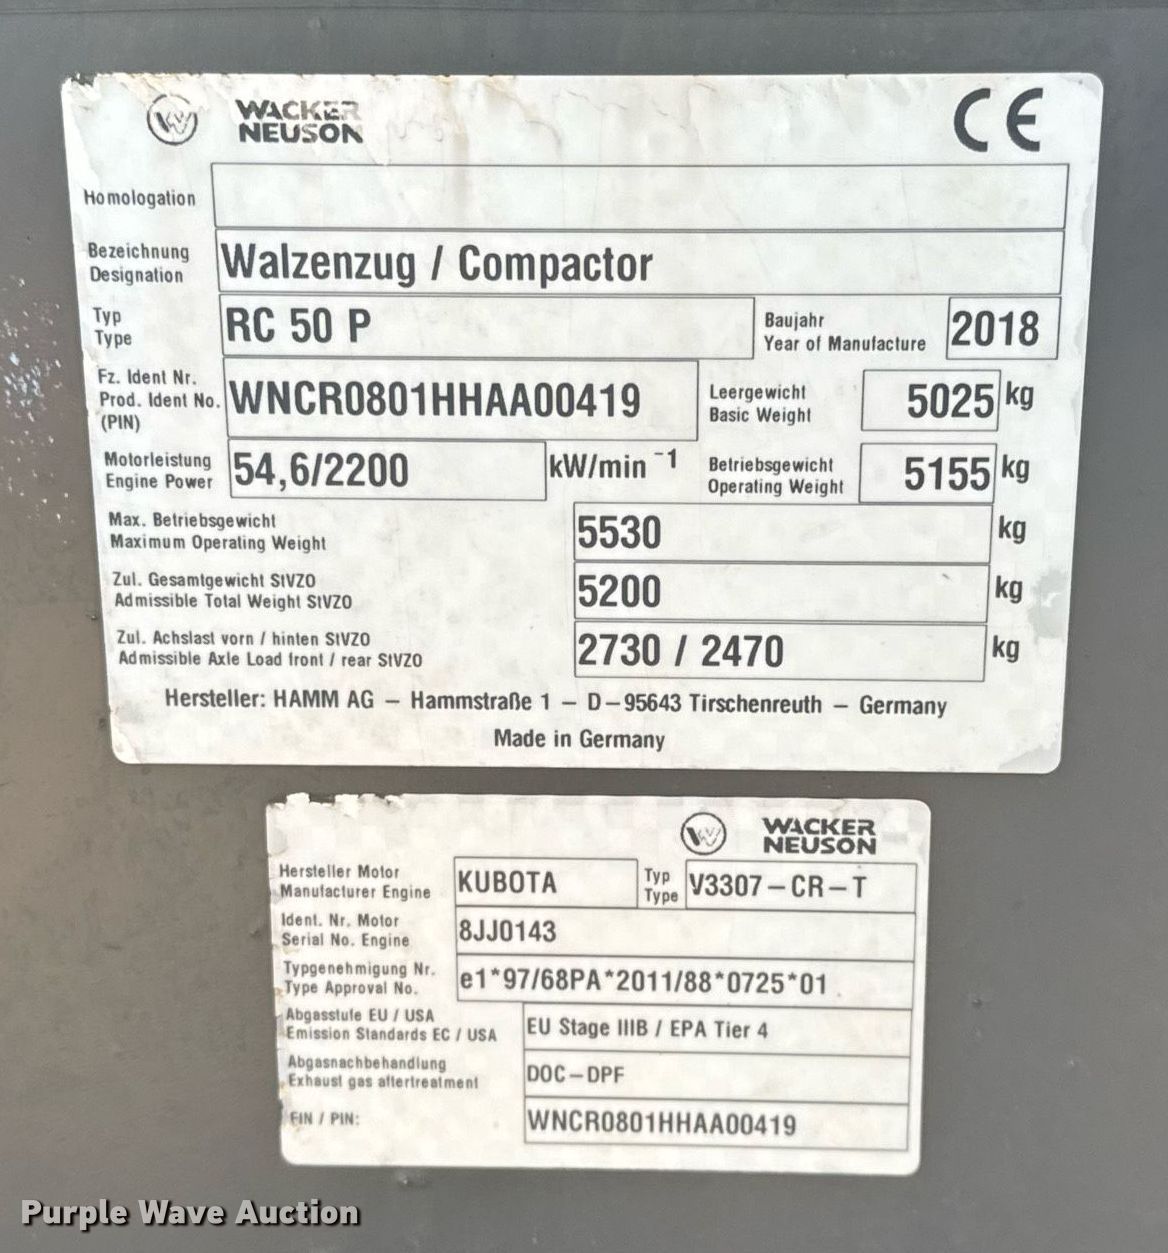 WACKER
NEUSON
CE
Homologation
Bezeichnung
Designation
Walzenzug / Compactor
Typ
Type
RC 50 P
Baujahr
Year of Manufacture
2018
Fz. Ident Nr.
Prod. Ident No.
(PIN)
WNCR0801HHAA00419
Leergewicht
Basic Weight
5025 kg
Motorleistung
Engine Power
54,6/2200 kW/min ⁻¹
Betriebsgewicht
Operating Weight
5155 kg
Max. Betriebsgewicht
Maximum Operating Weight
5530 kg
Zul. Gesamtgewicht StVZO
Admissible Total Weight StVZO
5200 kg
Zul. Achslast vorn / hinten StVZO
Admissible Axle Load front / rear StVZO
2730 / 2470 kg
Hersteller: HAMM AG – Hammstraße 1 – D–95643 Tirschenreuth – Germany
Made in Germany
WACKER
NEUSON
Hersteller Motor
Manufacturer Engine
KUBOTA
Typ
Type
V3307–CR–T
Ident. Nr. Motor
Serial No. Engine
8JJ0143
Typgenehmigung Nr.
Type Approval No.
e1*97/68PA*2011/88*0725*01
Abgasstufe EU / USA
Emission Standards EC / USA
EU Stage IIIB / EPA Tier 4
Abgasnachbehandlung
Exhaust gas aftertreatment
DOC–DPF
FIN / PIN:
WNCR0801HHAA00419
Purple Wave Auction